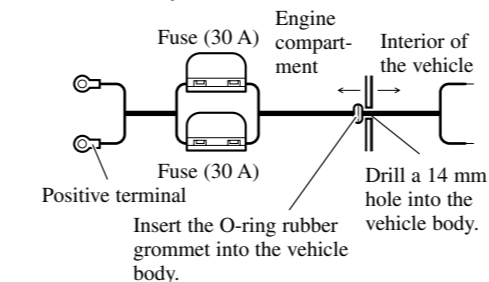 Engine
compart-
ment
Fuse (30 A)
Interior of
the vehicle
Fuse (30 A)
Positive terminal
Insert the O-ring rubber
grommet into the vehicle
body.
Drill a 14 mm
hole into the
vehicle body.